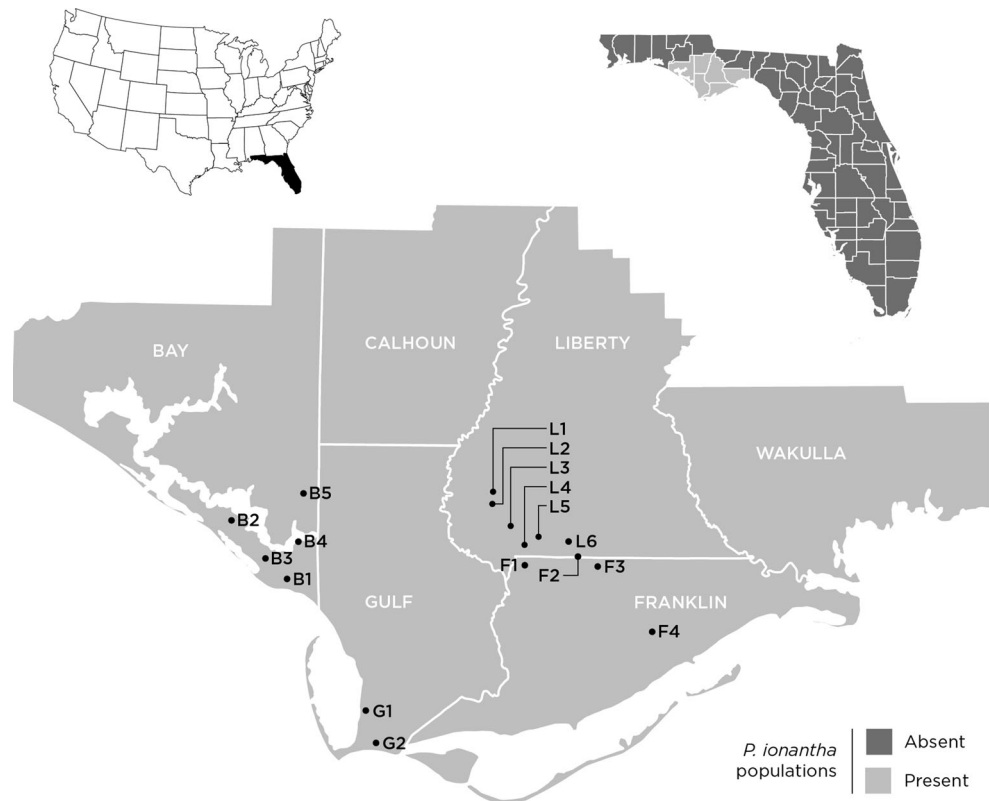 BAY
CALHOUN
LIBERTY
WAKULLA
GULF
FRANKLIN
L1
L2
L3
L4
L5
L6
B5
B2
B4
B3
B1
F1
F2
F3
F4
G1
G2
P. ionantha
populations
Absent
Present